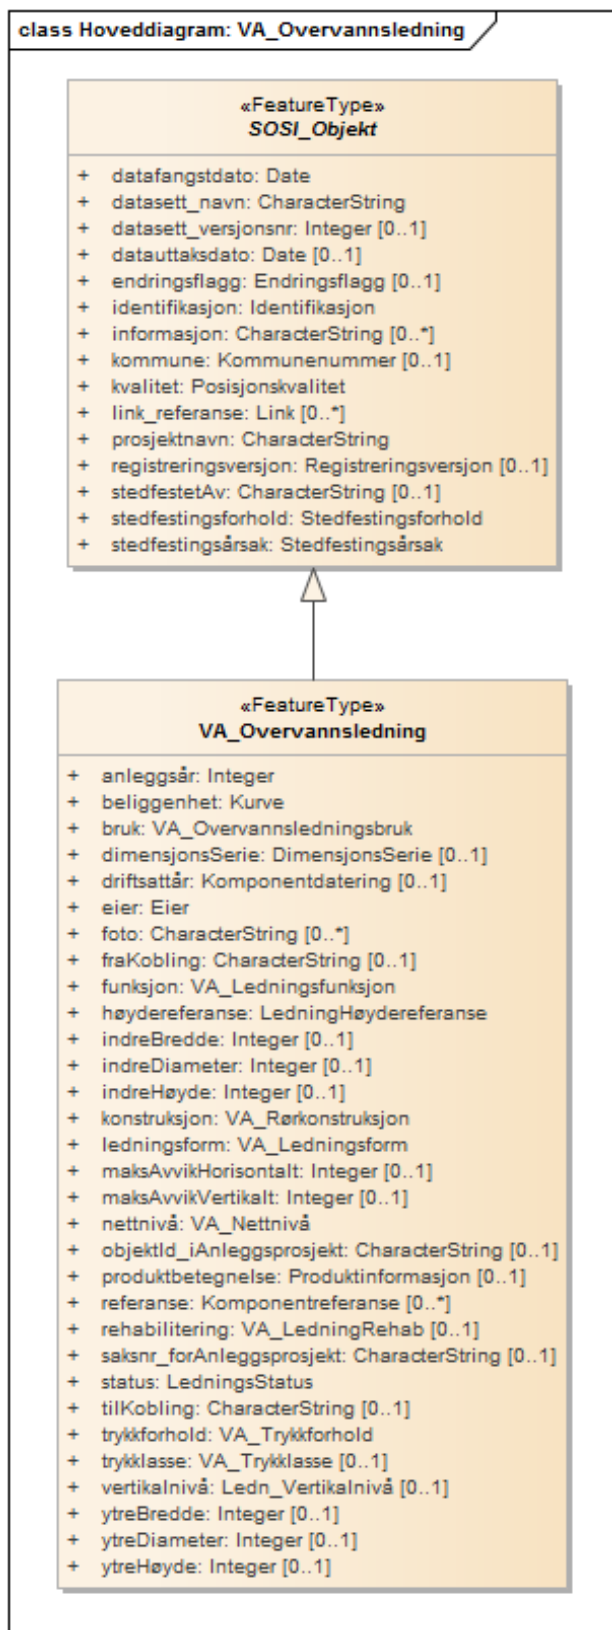 class Hoveddiagram: VA_Overvannsledning
«FeatureType»
SOSI_Objekt
+ datafangstdato: Date
+ datasett_navn: CharacterString
+ datasett_versjonsnr: Integer [0..1]
+ datauttaksdato: Date [0..1]
+ endringsflagg: Endringsflagg [0..1]
+ identifikasjon: Identifikasjon
+ informasjon: CharacterString [0..*]
+ kommune: Kommunenummer [0..1]
+ kvalitet: Posisjonskvalitet
+ link_referanse: Link [0..*]
+ prosjektnavn: CharacterString
+ registreringsversjon: Registreringsversjon [0..1]
+ stedfestetAv: CharacterString [0..1]
+ stedfestingsforhold: Stedfestingsforhold
+ stedfestingsårsak: Stedfestingsårsak
«FeatureType»
VA_Overvannsledning
+ anleggsår: Integer
+ beliggenhet: Kurve
+ bruk: VA_Overvannsledningsbruk
+ dimensjonsSerie: DimensjonsSerie [0..1]
+ driftsattår: Komponentdatering [0..1]
+ eier: Eier
+ foto: CharacterString [0..*]
+ fraKobling: CharacterString [0..1]
+ funksjon: VA_Ledningsfunksjon
+ høydereferanse: LedningHøydereferanse
+ indreBredde: Integer [0..1]
+ indreDiameter: Integer [0..1]
+ indreHøyde: Integer [0..1]
+ konstruksjon: VA_Rørkonstruksjon
+ ledningsform: VA_Ledningsform
+ maksAvvikHorisontalt: Integer [0..1]
+ maksAvvikVertikalt: Integer [0..1]
+ nettnivå: VA_Nettnivå
+ objektId_iAnleggsprosjekt: CharacterString [0..1]
+ produktbetegnelse: Produktinformasjon [0..1]
+ referanse: Komponentreferanse [0..*]
+ rehabilitering: VA_LedningRehab [0..1]
+ saksnr_forAnleggsprosjekt: CharacterString [0..1]
+ status: LedningsStatus
+ tilKobling: CharacterString [0..1]
+ trykkforhold: VA_Trykkforhold
+ trykklasse: VA_Trykklasse [0..1]
+ vertikalnivå: Ledn_Vertikalnivå [0..1]
+ ytreBredde: Integer [0..1]
+ ytreDiameter: Integer [0..1]
+ ytreHøyde: Integer [0..1]